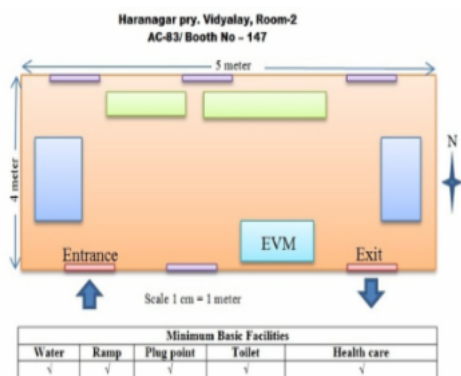 Haranagar pry. Vidyalay, Room-2
AC-83/ Booth No – 147
5 meter
4 meter
N
EVM
Entrance
Exit
Scale 1 cm = 1 meter
Minimum Basic Facilities
Water Ramp Plug point Toilet Health care
√ √ √ √ √